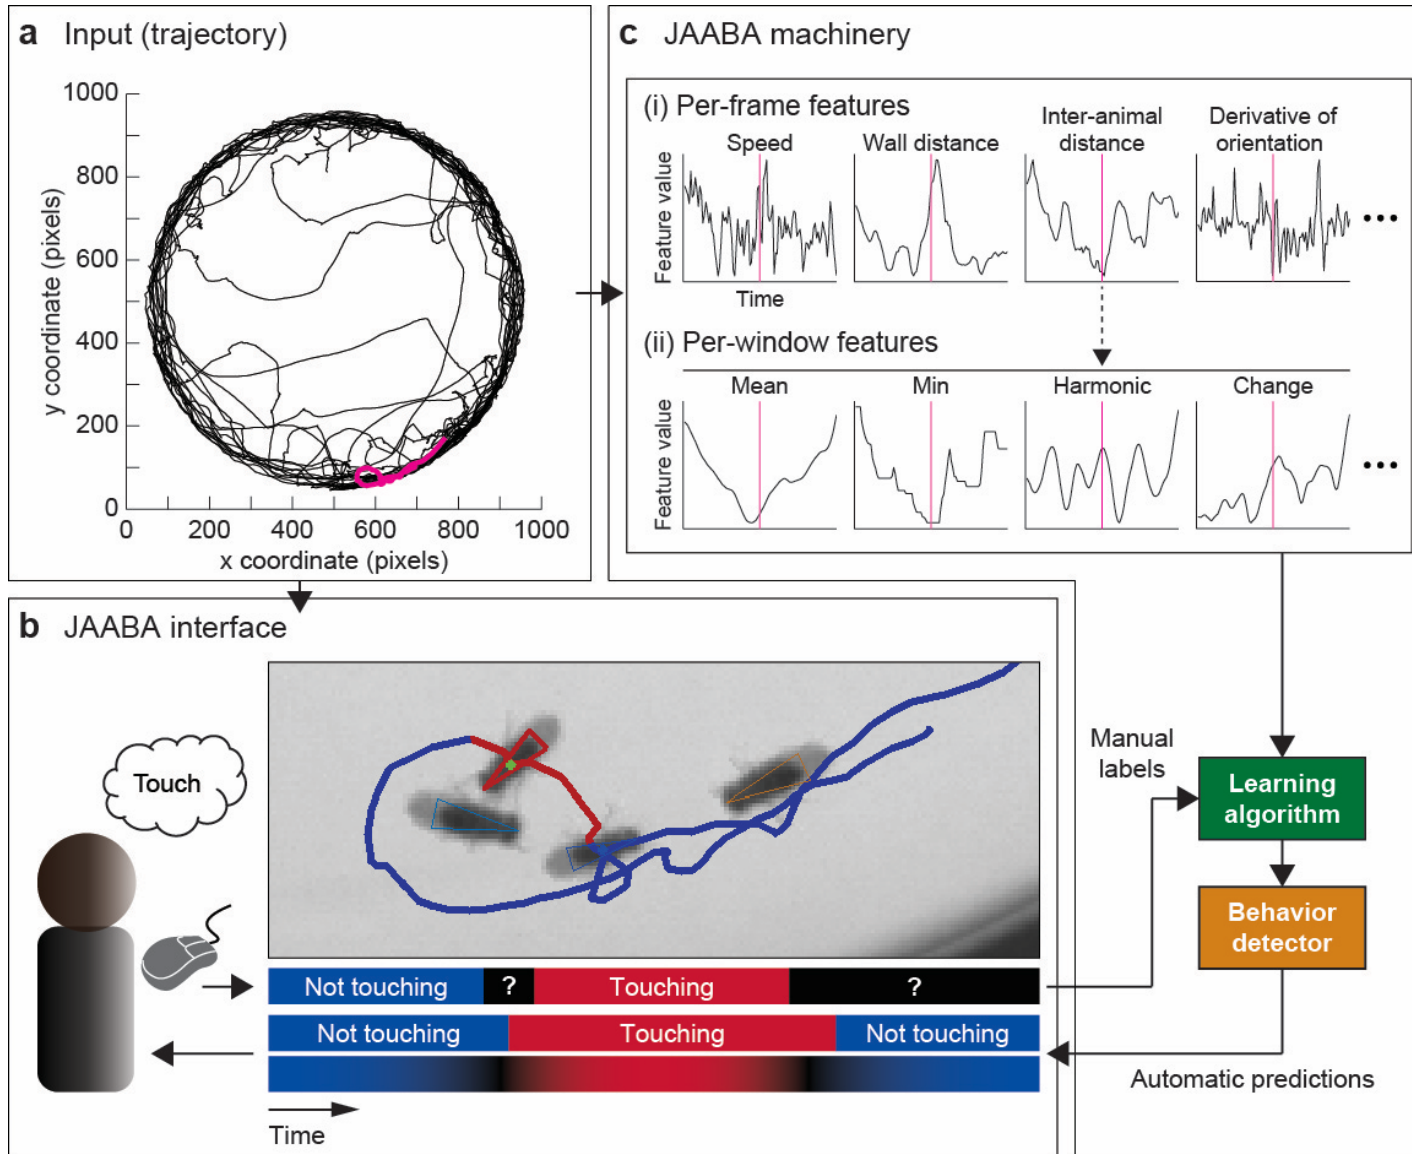 a Input (trajectory)
1000
800
600
400
200
0
y coordinate (pixels)
0 200 400 600 800 1000
x coordinate (pixels)
c JAABA machinery
(i) Per-frame features
Speed
Wall distance
Inter-animal
distance
Derivative of
orientation
Feature value
Time
•••
(ii) Per-window features
Mean
Min
Harmonic
Change
Feature value
•••
b JAABA interface
Touch
Not touching ? Touching ?
Not touching Touching Not touching
Time
Manual
labels
Learning
algorithm
Behavior
detector
Automatic predictions